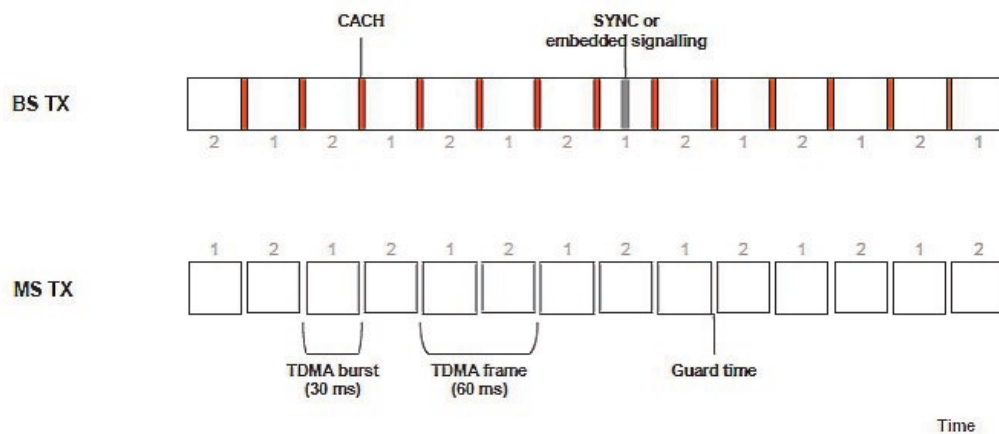 CACH
SYNC or
embedded signalling
BS TX
2 1 2 1 2 1 2 1 2 1 2 1 2 1
1 2 1 2 1 2 1 2 1 2 1 2 1 2
MS TX
TDMA burst
(30 ms)
TDMA frame
(60 ms)
Guard time
Time